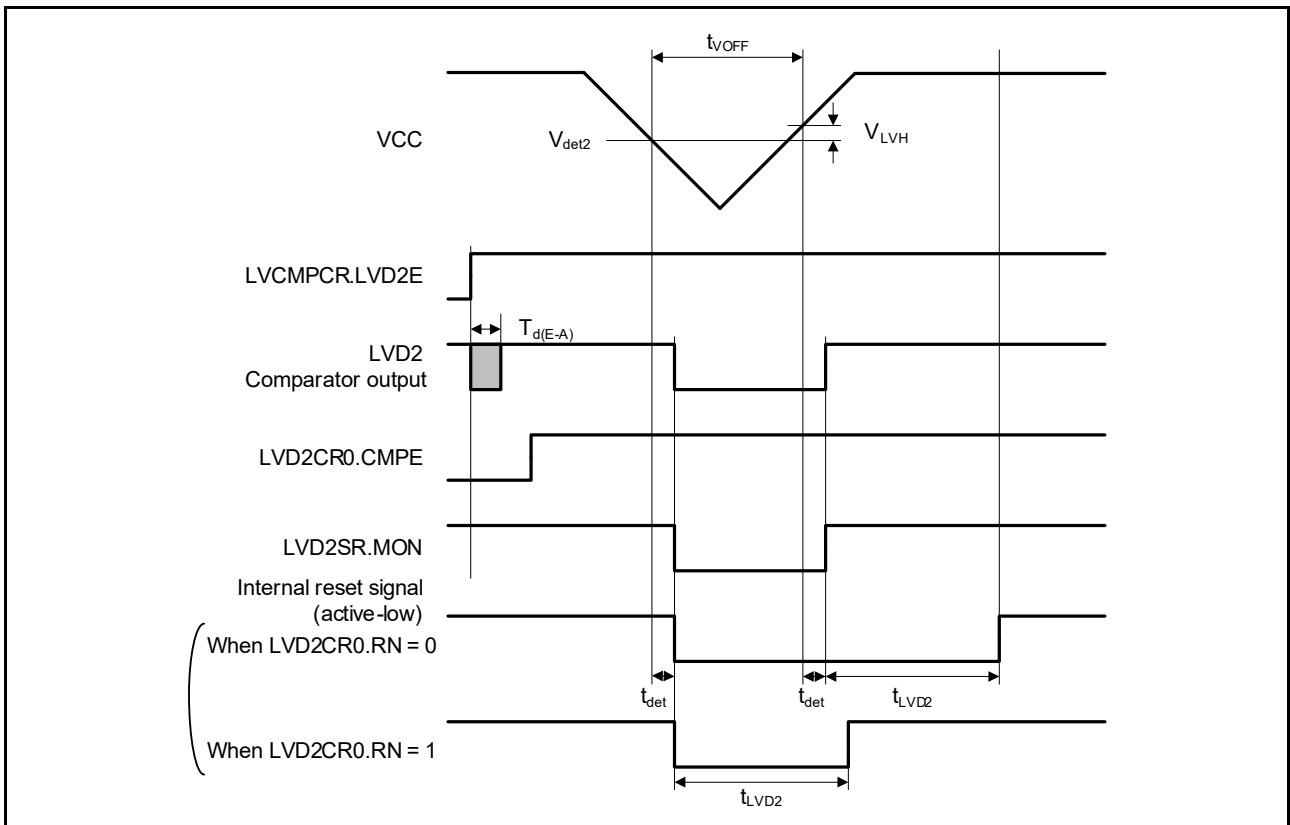 tVOFF
VCC
Vdet2
VLVH
LVCMPCR.LVD2E
Td(E-A)
LVD2
Comparator output
LVD2CR0.CMPE
LVD2SR.MON
Internal reset signal
(active-low)
When LVD2CR0.RN = 0
tdet
tdet
tLVD2
When LVD2CR0.RN = 1
tLVD2